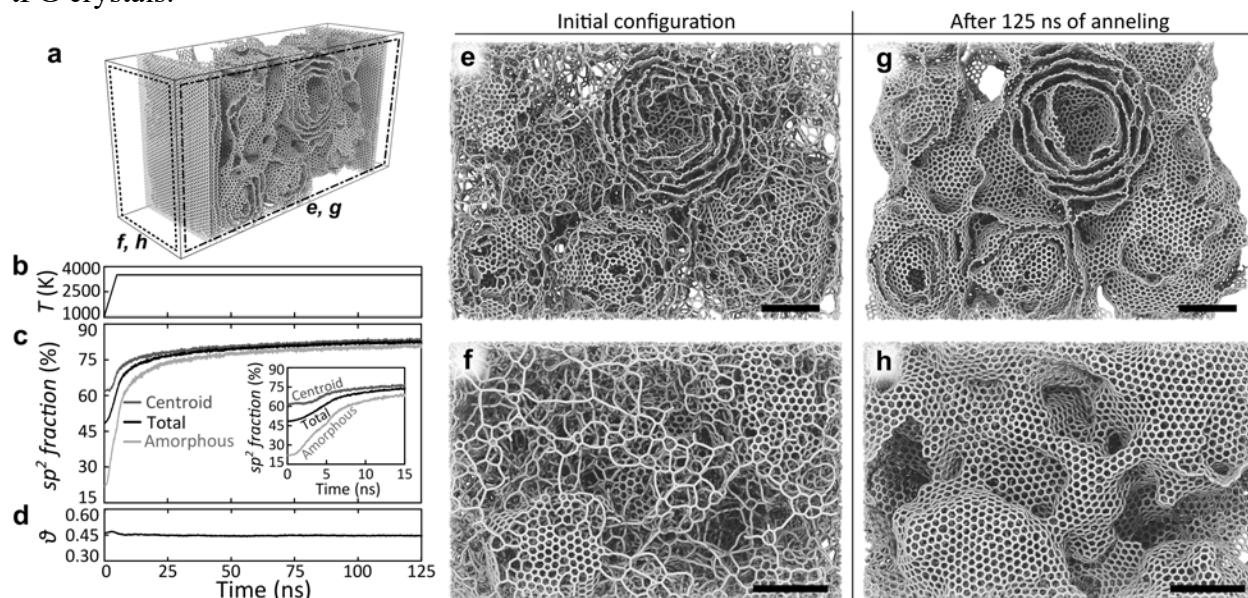 crystals.
Initial configuration
After 125 ns of anneling
a
e, g
f, h
b
4000
2500
1000
T (K)
c
90
75
60
45
30
15
sp² fraction (%)
Centroid
Total
Amorphous
90
75
60
45
30
15
sp² fraction (%)
Centroid
Total
Amorphous
0 5 10 15
Time (ns)
d
0.60
0.45
0.30
ϑ
0 25 50 75 100 125
Time (ns)
e
g
f
h